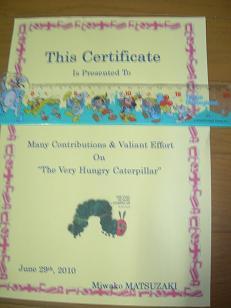 This Certificate
Is Presented To
Many Contributions & Valiant Effort
On
"The Very Hungry Caterpillar"
June 29th, 2010
Miwako MATSUZAKI